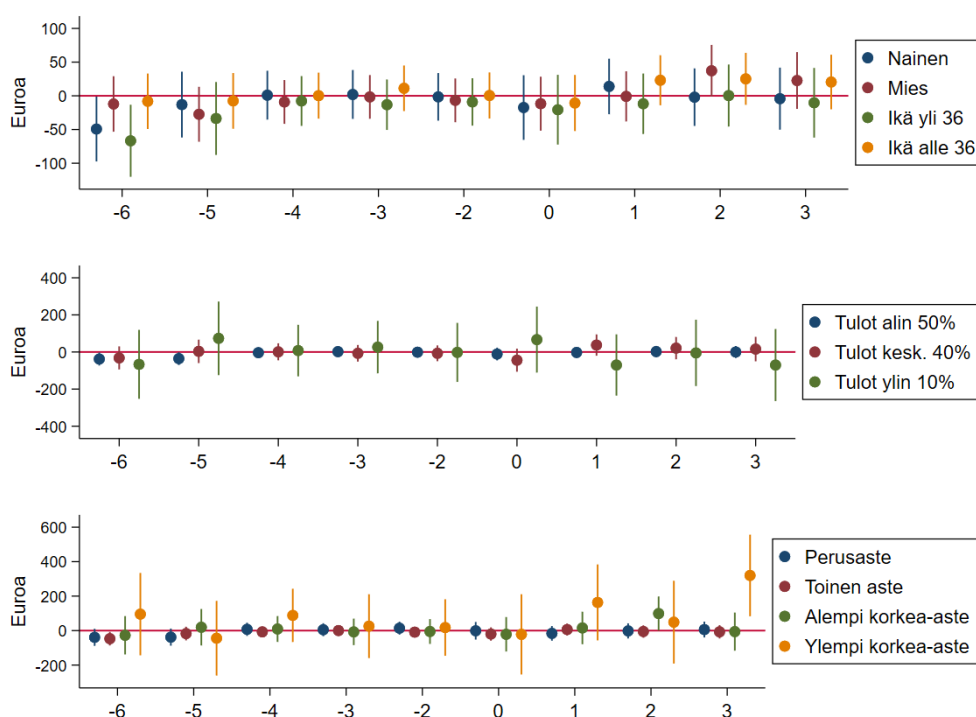 Euroa
100
50
0
-50
-100
-6 -5 -4 -3 -2 0 1 2 3
Nainen
Mies
Ikä yli 36
Ikä alle 36
Euroa
400
200
0
-200
-400
-6 -5 -4 -3 -2 0 1 2 3
Tulot alin 50%
Tulot kesk. 40%
Tulot ylin 10%
Euroa
600
400
200
0
-200
-6 -5 -4 -3 -2 0 1 2 3
Perusaste
Toinen aste
Alempi korkea-aste
Ylempi korkea-aste